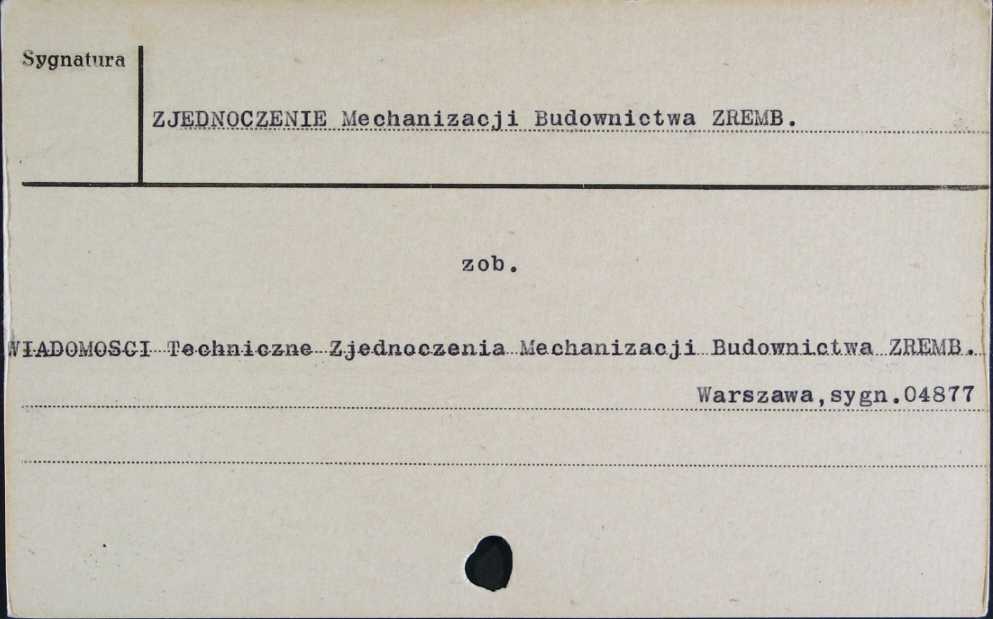 Sygnatura
ZJEDNOCZENIE Mechanizacji Budownictwa ZREMB.
zob.
WIADOMOSCI Techniczne Zjednoczenia Mechanizacji Budownictwa ZREMB.
Warszawa,sygn.04877